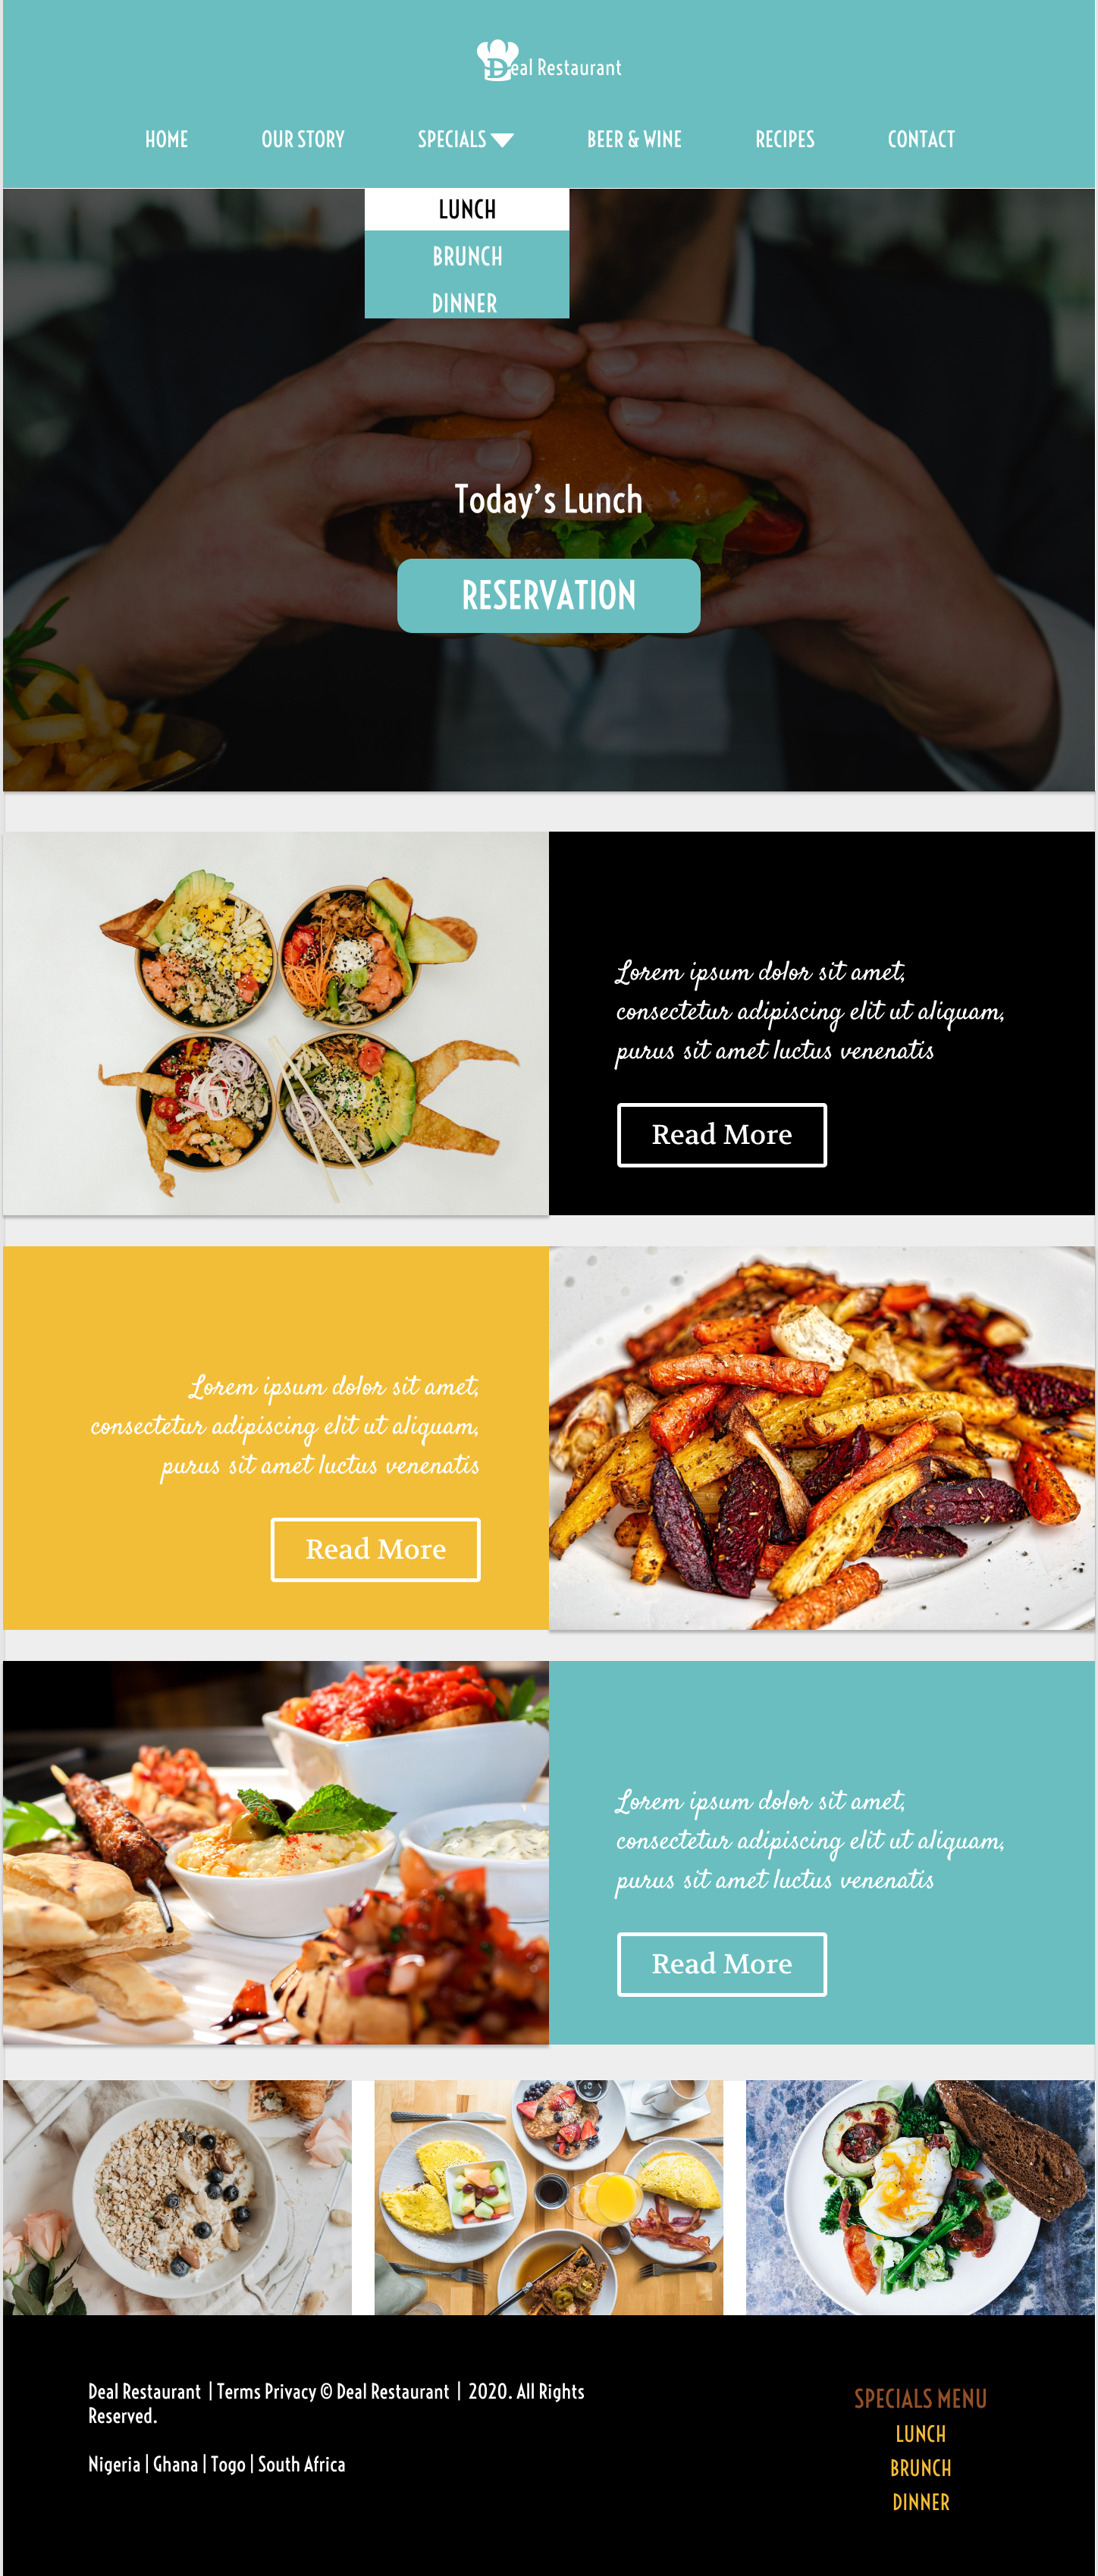 Deal Restaurant
HOME OUR STORY SPECIALS BEER & WINE RECIPES CONTACT
LUNCH
BRUNCH
DINNER
Today's Lunch
RESERVATION
Lorem ipsum dolor sit amet,
consectetur adipiscing elit ut aliquam,
purus sit amet luctus venenatis
Read More
Lorem ipsum dolor sit amet,
consectetur adipiscing elit ut aliquam,
purus sit amet luctus venenatis
Read More
Lorem ipsum dolor sit amet,
consectetur adipiscing elit ut aliquam,
purus sit amet luctus venenatis
Read More
Deal Restaurant | Terms Privacy © Deal Restaurant | 2020. All Rights
Reserved.
Nigeria | Ghana | Togo | South Africa
SPECIALS MENU
LUNCH
BRUNCH
DINNER